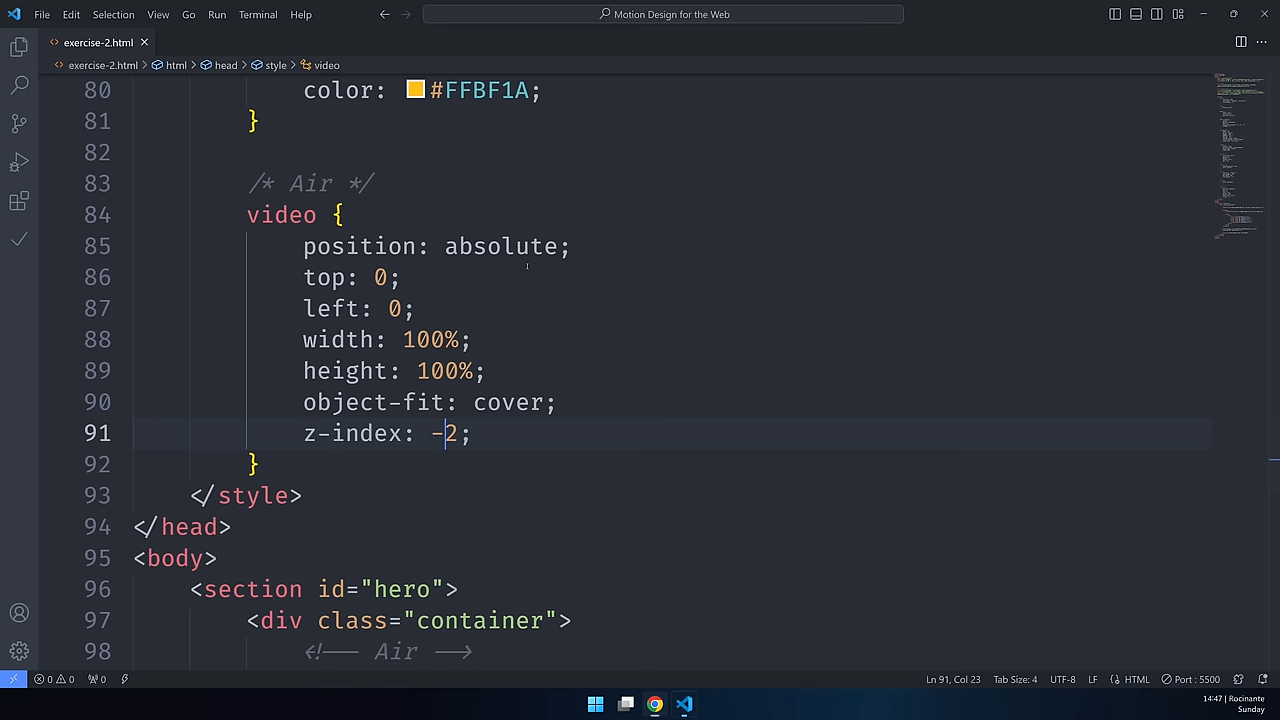 File Edit Selection View Go Run Terminal Help
Motion Design for the Web
exercise-2.html
exercise-2.html > html > head > style > video
80 color: #FFBF1A;
81 }
82
83 /* Air */
84 video {
85 position: absolute;
86 top: 0;
87 left: 0;
88 width: 100%;
89 height: 100%;
90 object-fit: cover;
91 z-index: -2;
92 }
93 </style>
94 </head>
95 <body>
96 <section id="hero">
97 <div class="container">
98 <!-- Air -->
0 0 0 Ln 91, Col 23 Tab Size: 4 UTF-8 LF HTML Port : 5500
14:47 | Rocinante
Sunday